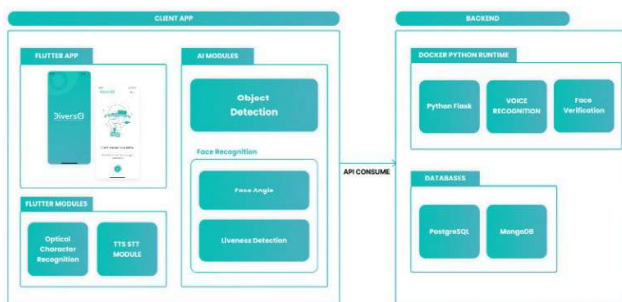 CLIENT APP
BACKEND
FLUTTER APP
AI MODULES
DOCKER PYTHON RUNTIME
DiversG
Object
Detection
Python Flask
VOICE
RECOGNITION
Face
Verification
Face Recognition
API CONSUME
Face Angle
DATABASES
FLUTTER MODULES
Optical
Character
Recognition
TTS STT
MODULE
Liveness Detection
PostgreSQL
MongoDB